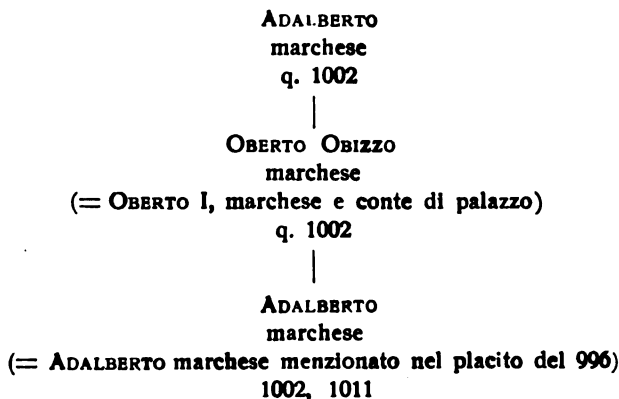 ADALBERTO
marchese
q. 1002
OBERTO OBIZZO
marchese
(= OBERTO I, marchese e conte di palazzo)
q. 1002
ADALBERTO
marchese
(= ADALBERTO marchese menzionato nel placito del 996)
1002, 1011